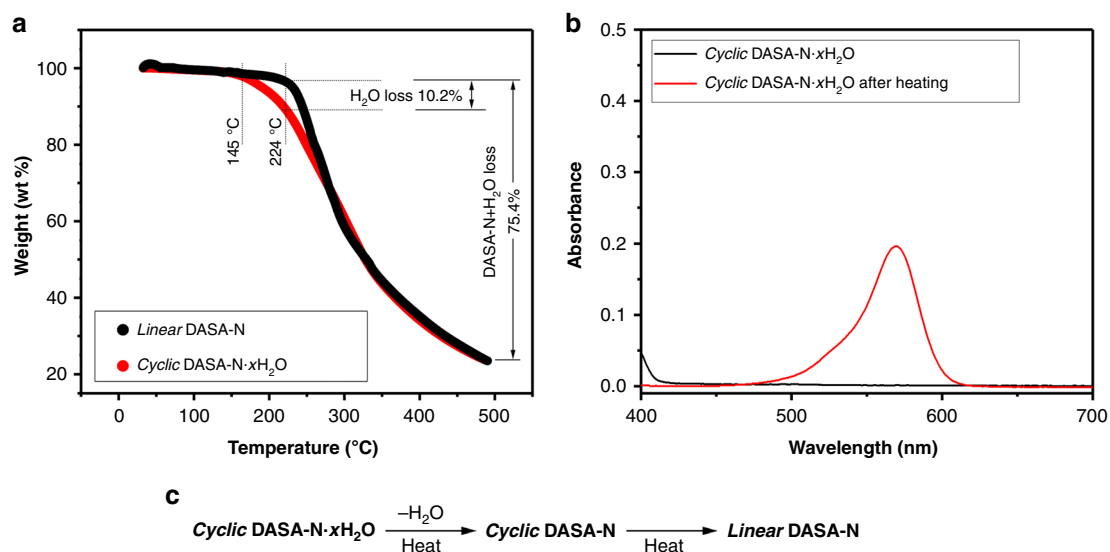 a
Weight (wt %)
100
80
60
40
20
0
100
200
300
400
500
Temperature (°C)
H₂O loss 10.2%
145 °C
224 °C
DASA-N+H₂O loss
75.4%
Linear DASA-N
Cyclic DASA-N·xH₂O
b
Absorbance
0.5
0.4
0.3
0.2
0.1
0.0
400
500
600
700
Wavelength (nm)
Cyclic DASA-N·xH₂O
Cyclic DASA-N·xH₂O after heating
c
Cyclic DASA-N·xH₂O
–H₂O
Heat
Cyclic DASA-N
Heat
Linear DASA-N